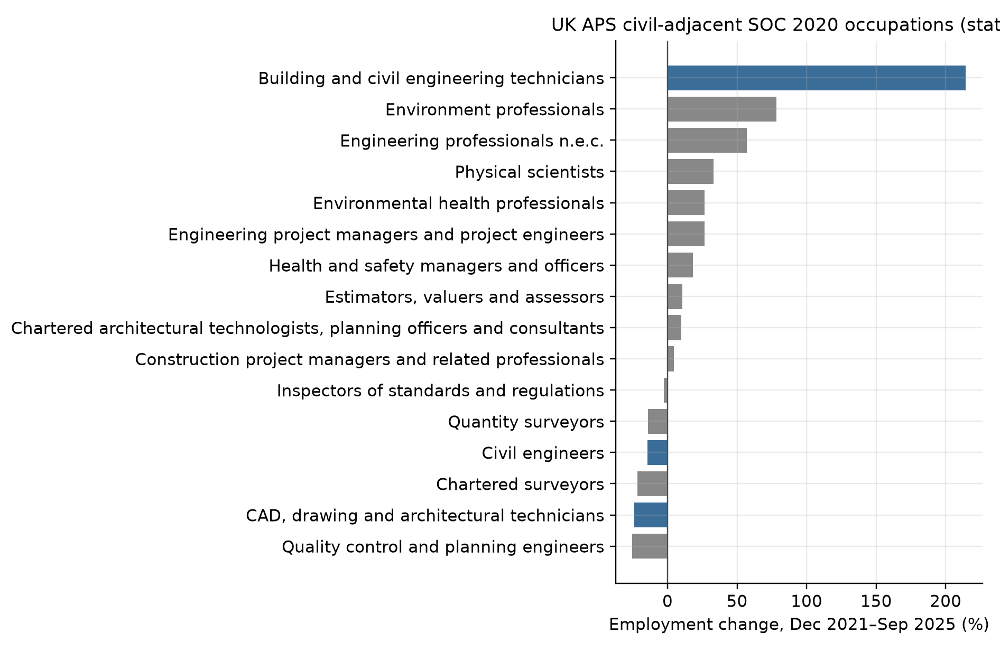 UK APS civil-adjacent SOC 2020 occupations (stat
Building and civil engineering technicians
Environment professionals
Engineering professionals n.e.c.
Physical scientists
Environmental health professionals
Engineering project managers and project engineers
Health and safety managers and officers
Estimators, valuers and assessors
Chartered architectural technologists, planning officers and consultants
Construction project managers and related professionals
Inspectors of standards and regulations
Quantity surveyors
Civil engineers
Chartered surveyors
CAD, drawing and architectural technicians
Quality control and planning engineers
0 50 100 150 200
Employment change, Dec 2021–Sep 2025 (%)